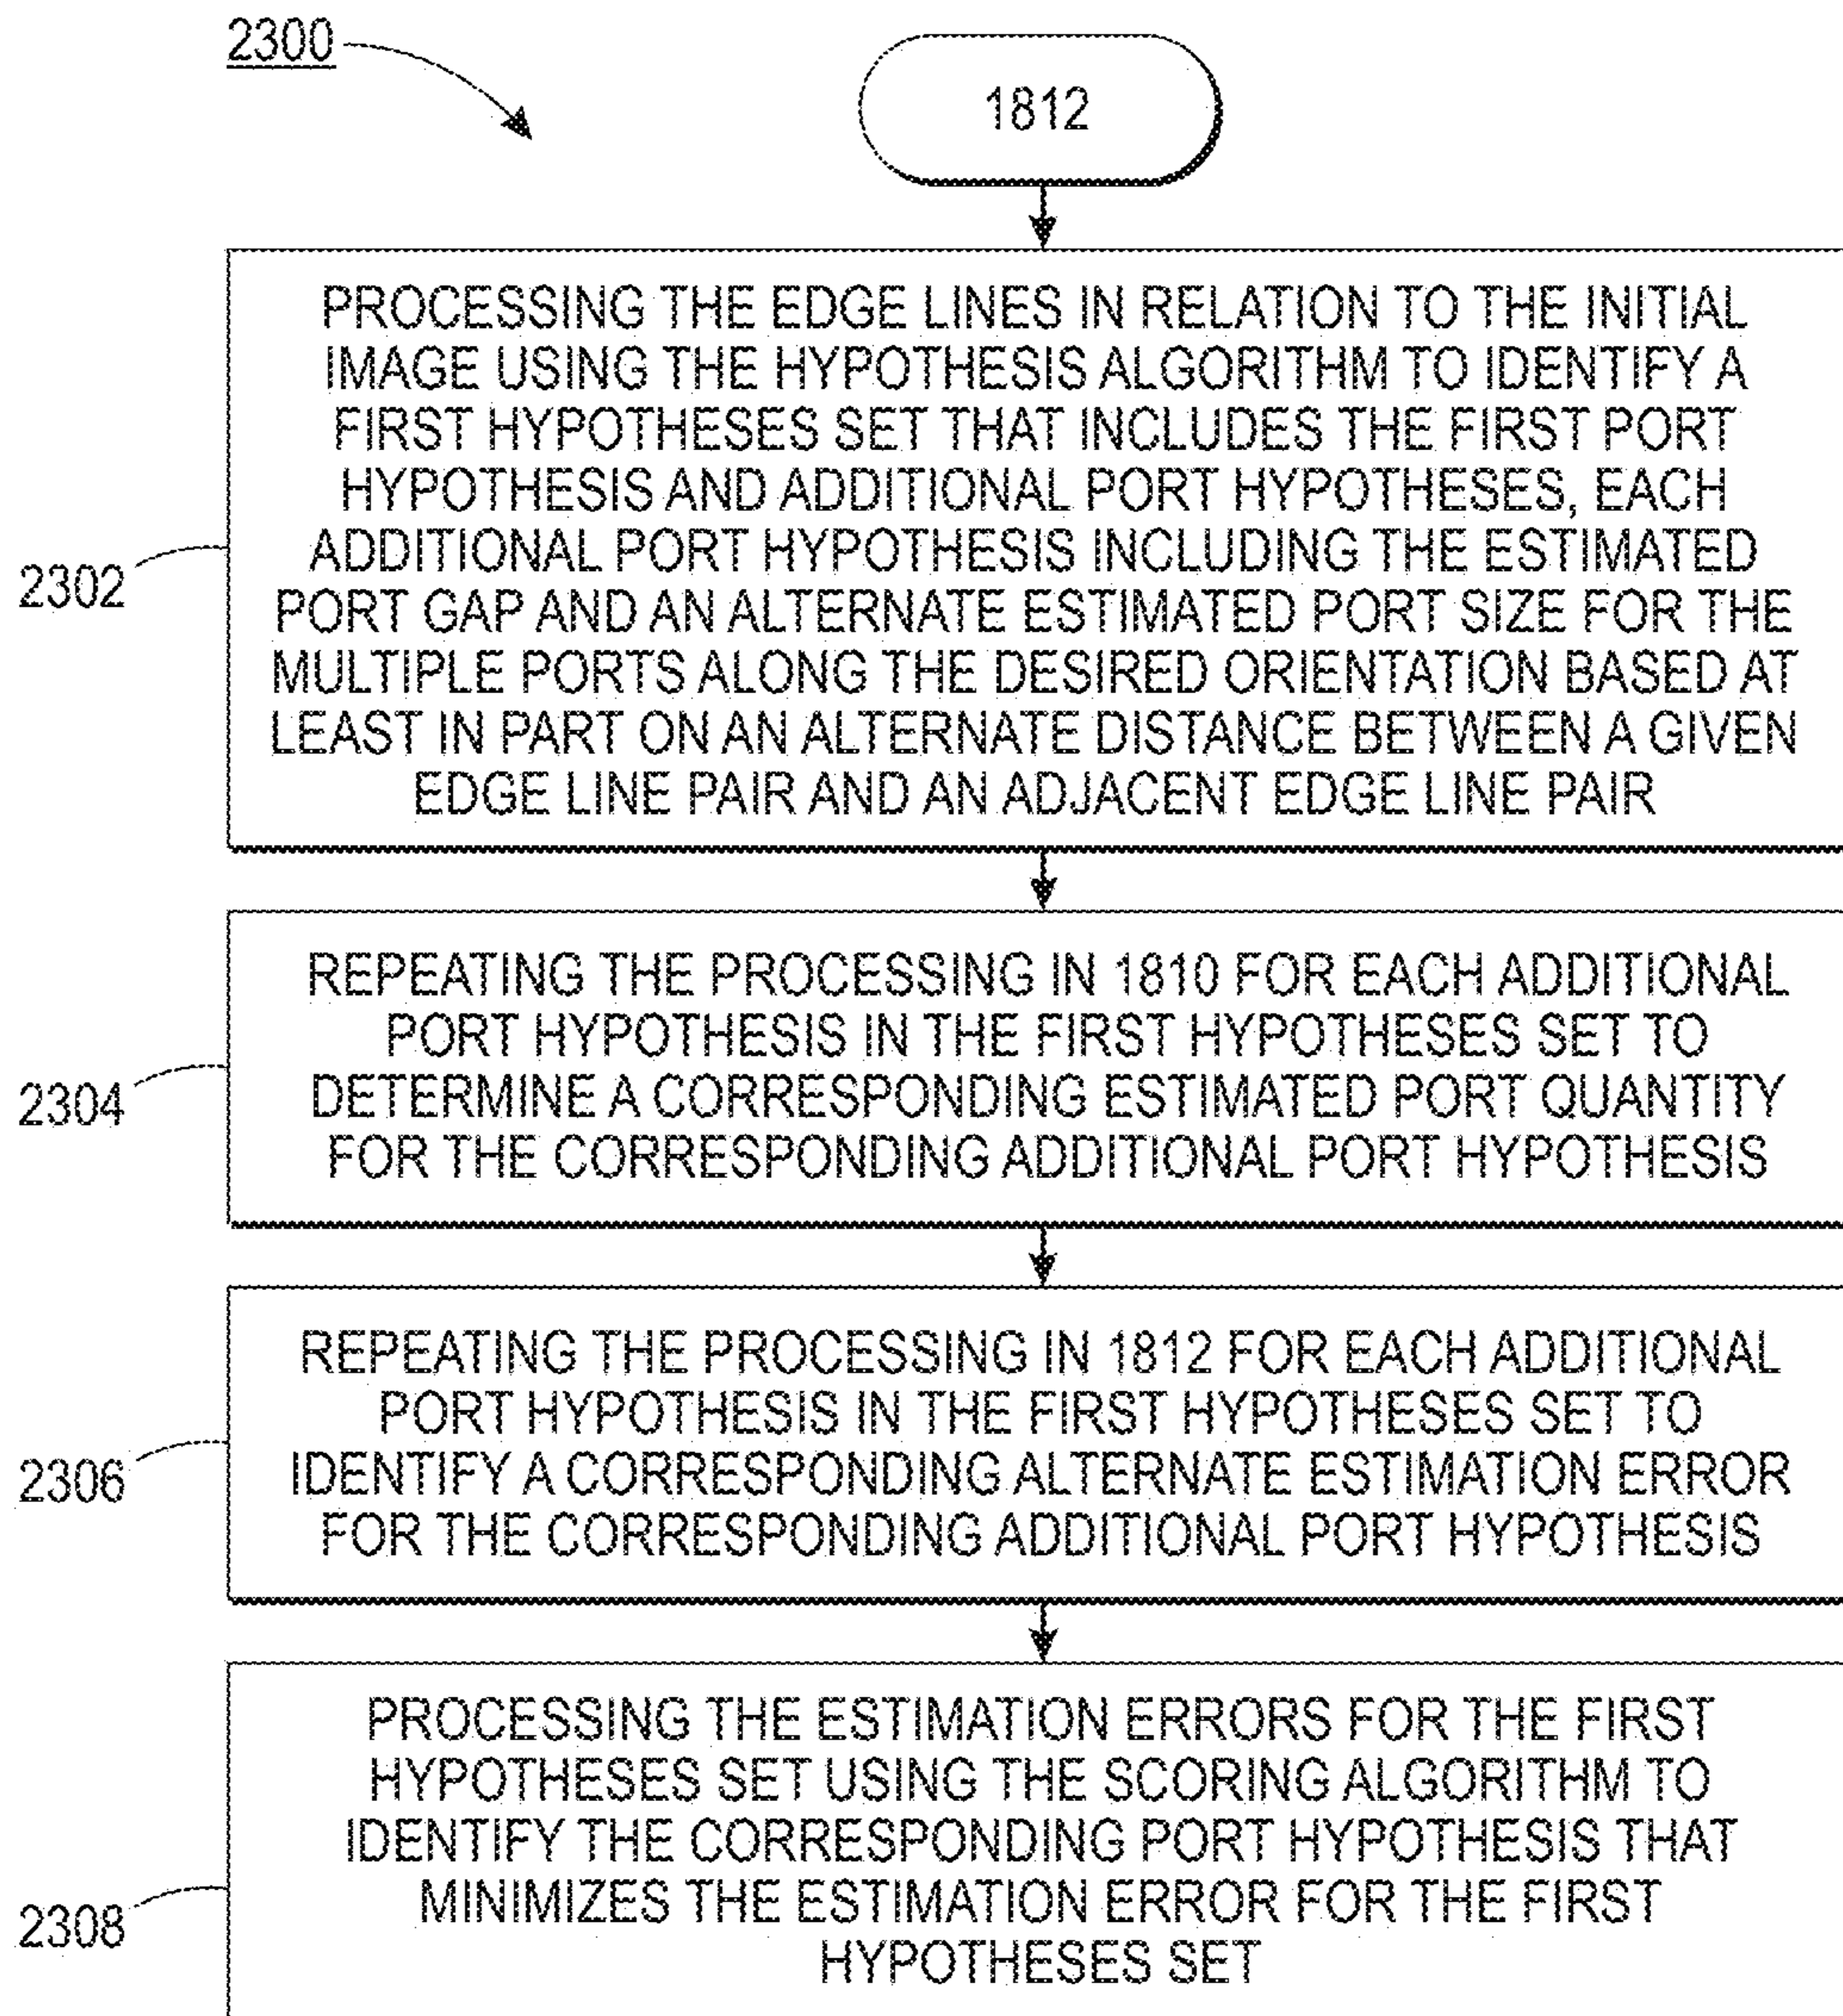 2300
1812
PROCESSING THE EDGE LINES IN RELATION TO THE INITIAL
IMAGE USING THE HYPOTHESIS ALGORITHM TO IDENTIFY A
FIRST HYPOTHESES SET THAT INCLUDES THE FIRST PORT
HYPOTHESIS AND ADDITIONAL PORT HYPOTHESES, EACH
ADDITIONAL PORT HYPOTHESIS INCLUDING THE ESTIMATED
PORT GAP AND AN ALTERNATE ESTIMATED PORT SIZE FOR THE
MULTIPLE PORTS ALONG THE DESIRED ORIENTATION BASED AT
LEAST IN PART ON AN ALTERNATE DISTANCE BETWEEN A GIVEN
EDGE LINE PAIR AND AN ADJACENT EDGE LINE PAIR
2302
REPEATING THE PROCESSING IN 1810 FOR EACH ADDITIONAL
PORT HYPOTHESIS IN THE FIRST HYPOTHESES SET TO
DETERMINE A CORRESPONDING ESTIMATED PORT QUANTITY
FOR THE CORRESPONDING ADDITIONAL PORT HYPOTHESIS
2304
REPEATING THE PROCESSING IN 1812 FOR EACH ADDITIONAL
PORT HYPOTHESIS IN THE FIRST HYPOTHESES SET TO
IDENTIFY A CORRESPONDING ALTERNATE ESTIMATION ERROR
FOR THE CORRESPONDING ADDITIONAL PORT HYPOTHESIS
2306
PROCESSING THE ESTIMATION ERRORS FOR THE FIRST
HYPOTHESES SET USING THE SCORING ALGORITHM TO
IDENTIFY THE CORRESPONDING PORT HYPOTHESIS THAT
MINIMIZES THE ESTIMATION ERROR FOR THE FIRST
HYPOTHESES SET
2308